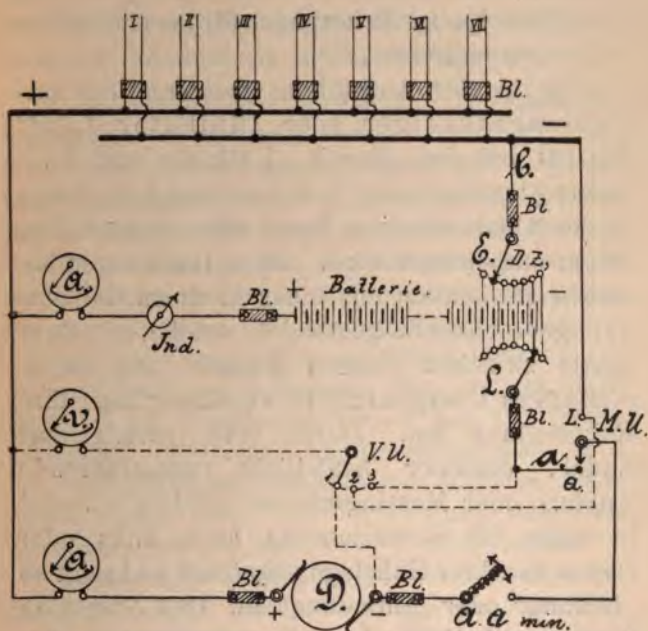 I II III IV V VI VII
+ Bl. −
C.
Bl
E. D. Z.
a. Bl. + Batterie −
Ind.
L. Bl. L. M.U.
V V.U. a.
1 2 3 a.
a Bl. D. Bl.
+ − a. a min.